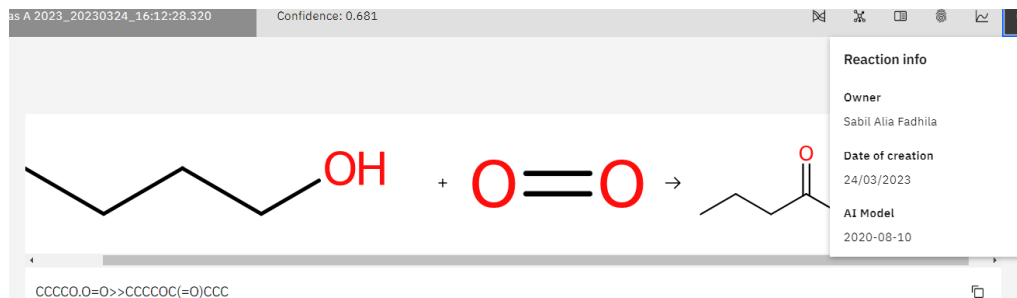 as A 2023_20230324_16:12:28.320
Confidence: 0.681
Reaction info
Owner
Sabil Alia Fadhila
Date of creation
24/03/2023
AI Model
2020-08-10
OH
+
O=O
→
O
CCCCO.O=O>>CCCCOC(=O)CCC